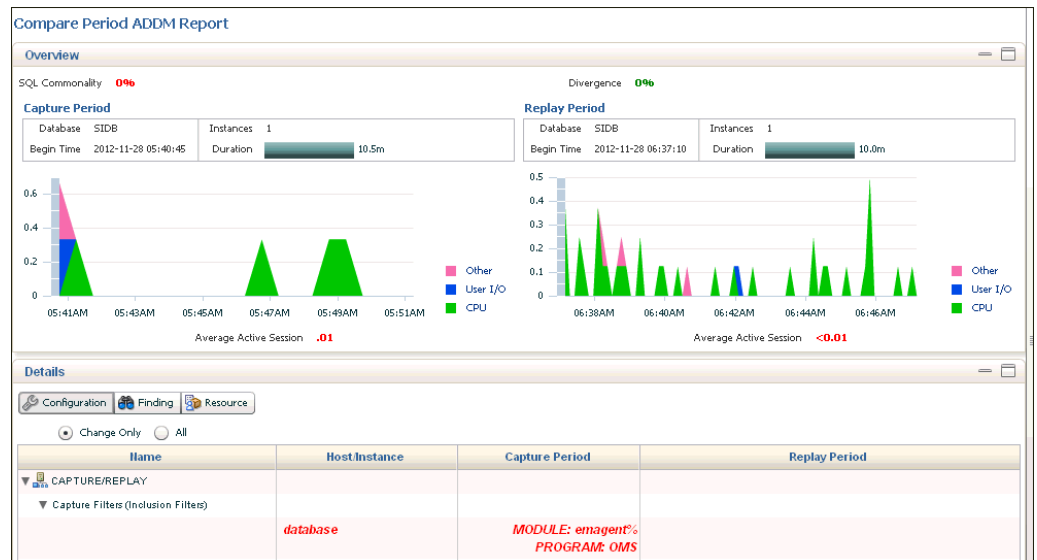 Compare Period ADDM Report
Overview
SQL Commonality 0%
Divergence 0%
Capture Period
Database SIDB Instances 1
Begin Time 2012-11-28 05:40:45 Duration 10.5m
Replay Period
Database SIDB Instances 1
Begin Time 2012-11-28 06:37:10 Duration 10.0m
0.6
0.4
0.2
0
05:41AM 05:43AM 05:45AM 05:47AM 05:49AM 05:51AM
Other
User I/O
CPU
Average Active Session .01
0.5
0.4
0.3
0.2
0.1
0
06:38AM 06:40AM 06:42AM 06:44AM 06:46AM
Other
User I/O
CPU
Average Active Session <0.01
Details
Configuration Finding Resource
Change Only All
Name Host/Instance Capture Period Replay Period
CAPTURE/REPLAY
Capture Filters (Inclusion Filters)
database MODULE: emagent%
PROGRAM: OMS